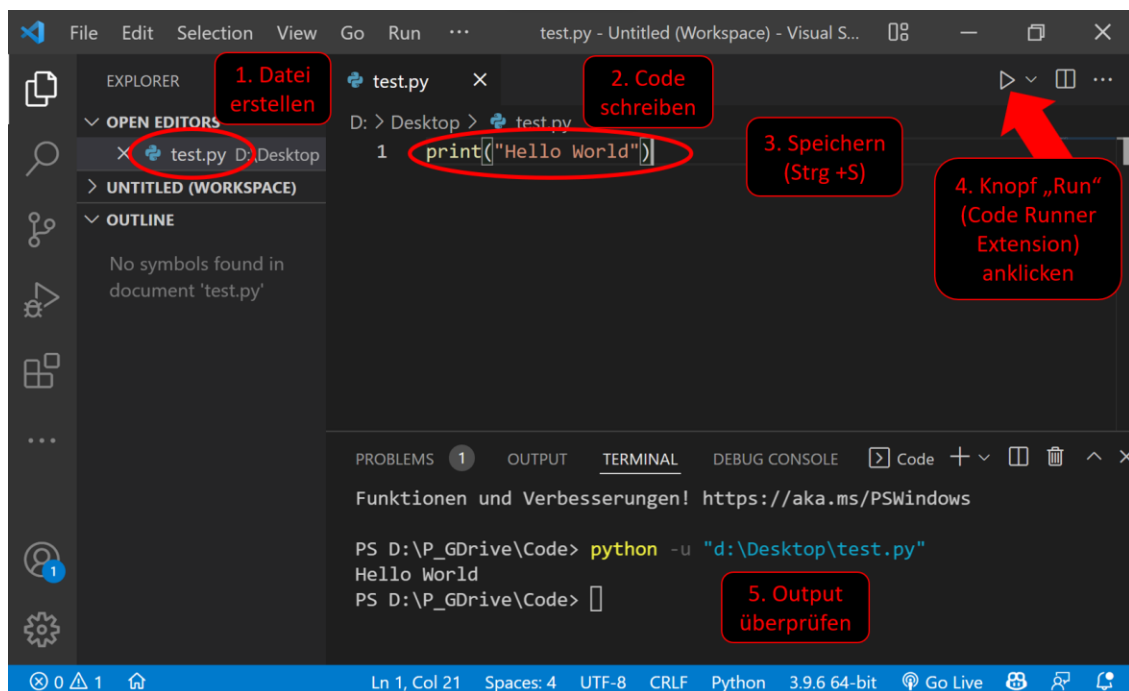 File Edit Selection View Go Run ··· test.py - Untitled (Workspace) - Visual S...
EXPLORER
1. Datei
erstellen
test.py
2. Code
schreiben
OPEN EDITORS
D: > Desktop > test.py
test.py D:\Desktop
1 print("Hello World")
3. Speichern
(Strg +S)
UNTITLED (WORKSPACE)
4. Knopf „Run“
(Code Runner
Extension)
anklicken
OUTLINE
No symbols found in
document 'test.py'
PROBLEMS 1 OUTPUT TERMINAL DEBUG CONSOLE Code
Funktionen und Verbesserungen! https://aka.ms/PSWindows
PS D:\P_GDrive\Code> python -u "d:\Desktop\test.py"
Hello World
PS D:\P_GDrive\Code>
5. Output
überprüfen
1
0 1 Ln 1, Col 21 Spaces: 4 UTF-8 CRLF Python 3.9.6 64-bit Go Live